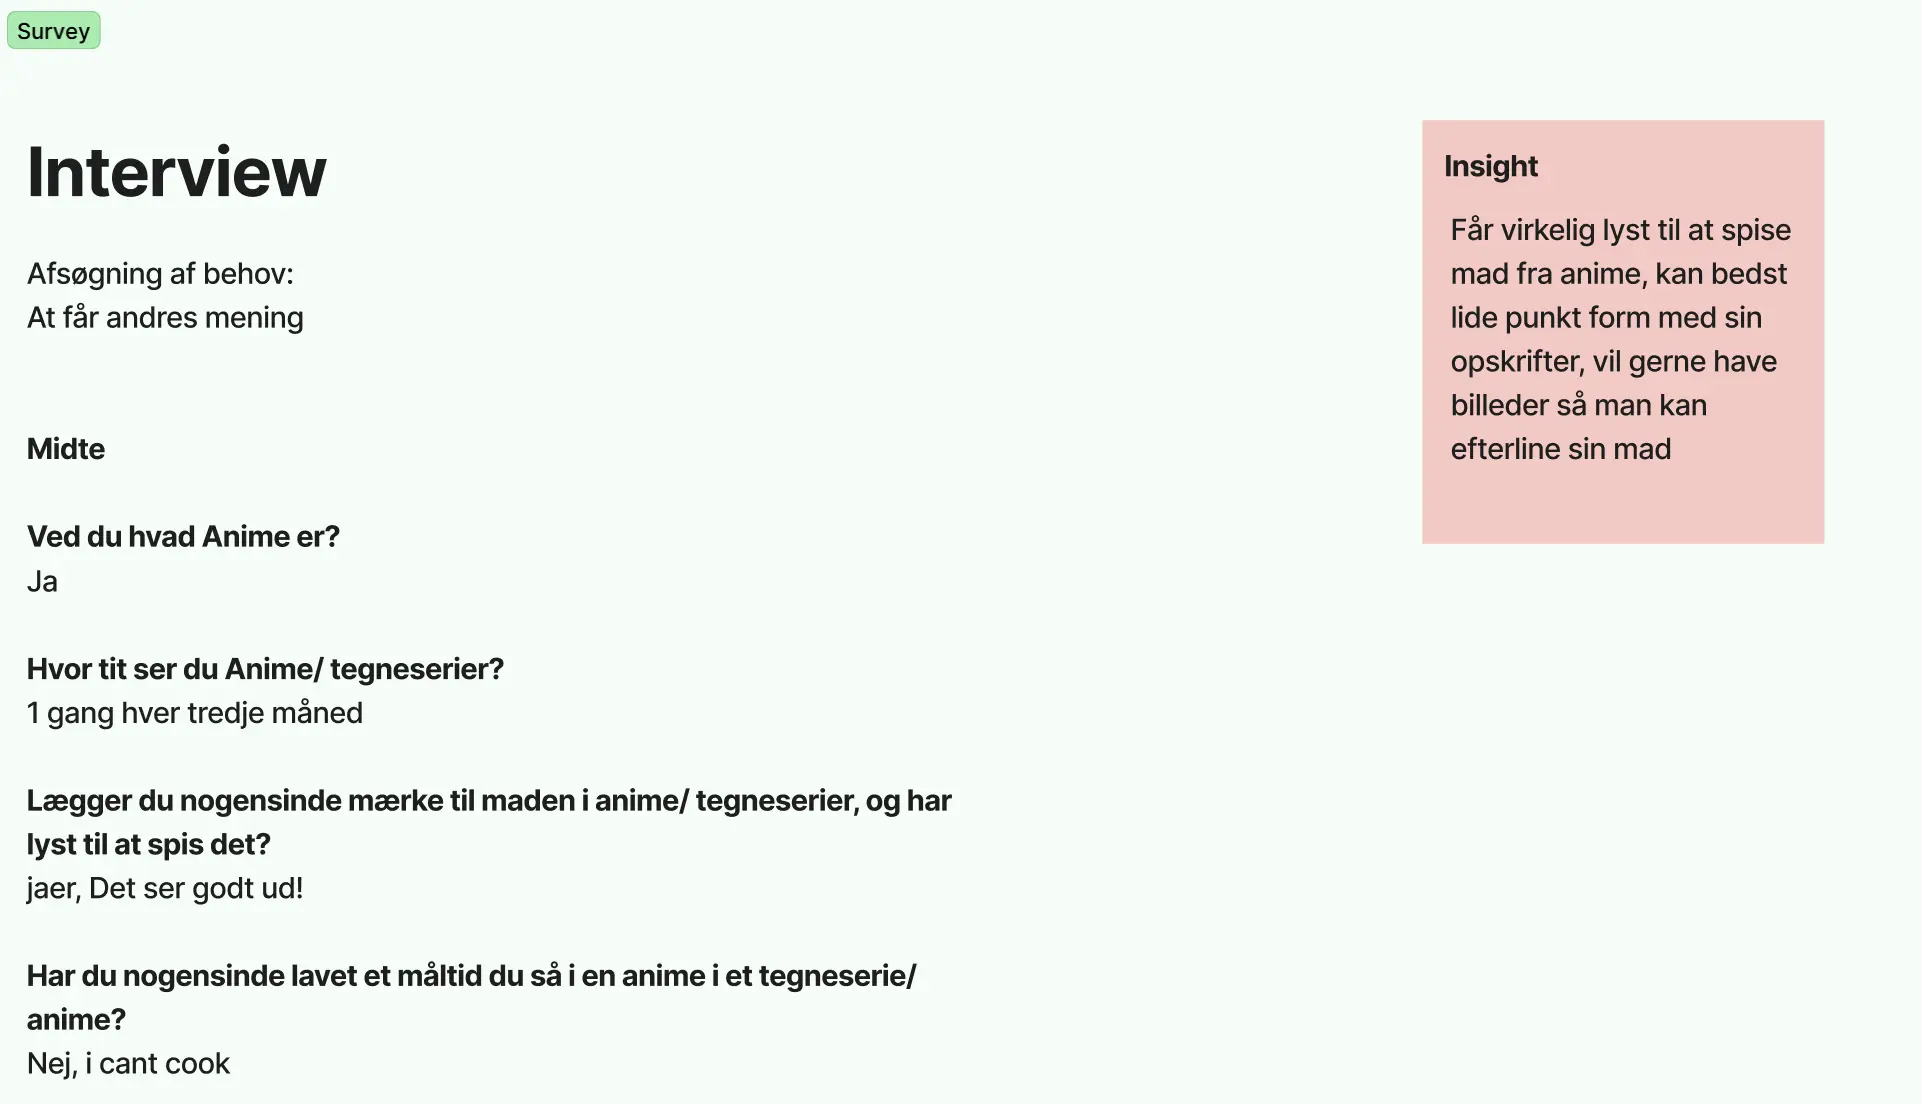 Survey
Interview
Afsøgning af behov:
At får andres mening
Midte
Ved du hvad Anime er?
Ja
Hvor tit ser du Anime/ tegneserier?
1 gang hver tredje måned
Lægger du nogensinde mærke til maden i anime/ tegneserier, og har
lyst til at spis det?
jaer, Det ser godt ud!
Har du nogensinde lavet et måltid du så i en anime i et tegneserie/
anime?
Nej, i cant cook
Insight
Får virkelig lyst til at spise
mad fra anime, kan bedst
lide punkt form med sin
opskrifter, vil gerne have
billeder så man kan
efterline sin mad